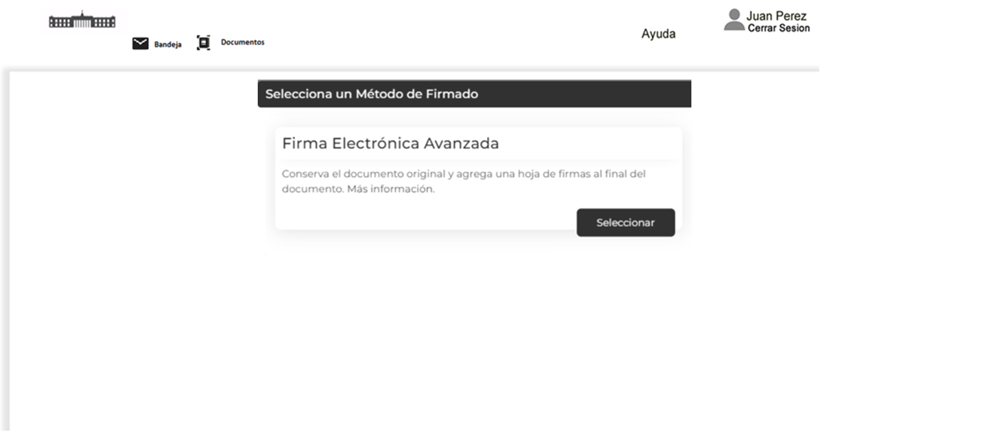 Juan Perez
Cerrar Sesion
Ayuda
Bandeja
Documentos
Selecciona un Método de Firmado
Firma Electrónica Avanzada
Conserva el documento original y agrega una hoja de firmas al final del
documento. Más información.
Seleccionar